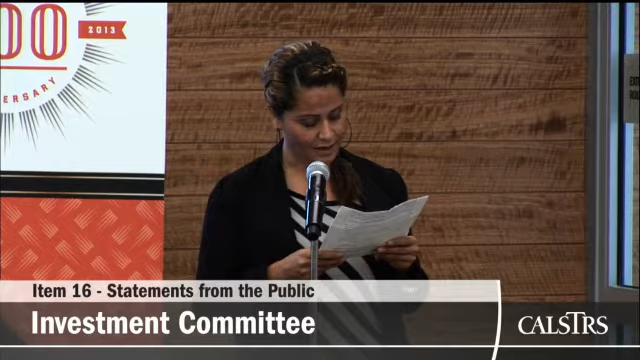 00
2013
ERSARY
Item 16 - Statements from the Public
Investment Committee
CALSTRS